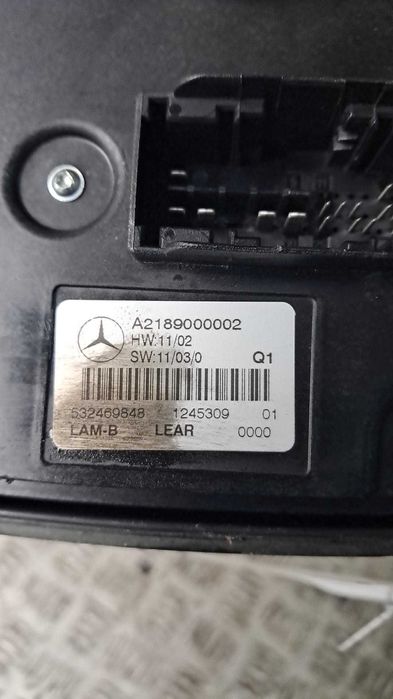 A2189000002
HW:11/02
SW:11/03/0 Q1
532469848 1245309 01
LAM-B LEAR 0000